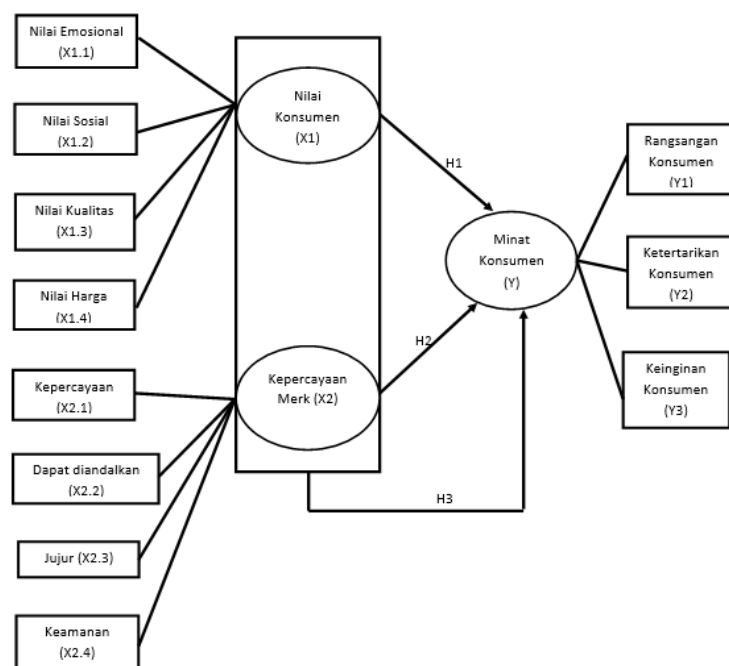 Nilai Emosional
(X1.1)
Nilai Sosial
(X1.2)
Nilai Kualitas
(X1.3)
Nilai Harga
(X1.4)
Kepercayaan
(X2.1)
Dapat diandalkan
(X2.2)
Jujur (X2.3)
Keamanan
(X2.4)
Nilai
Konsumen
(X1)
Kepercayaan
Merk (X2)
H1
H2
H3
Minat
Konsumen
(Y)
Rangsangan
Konsumen
(Y1)
Ketertarikan
Konsumen
(Y2)
Keinginan
Konsumen
(Y3)